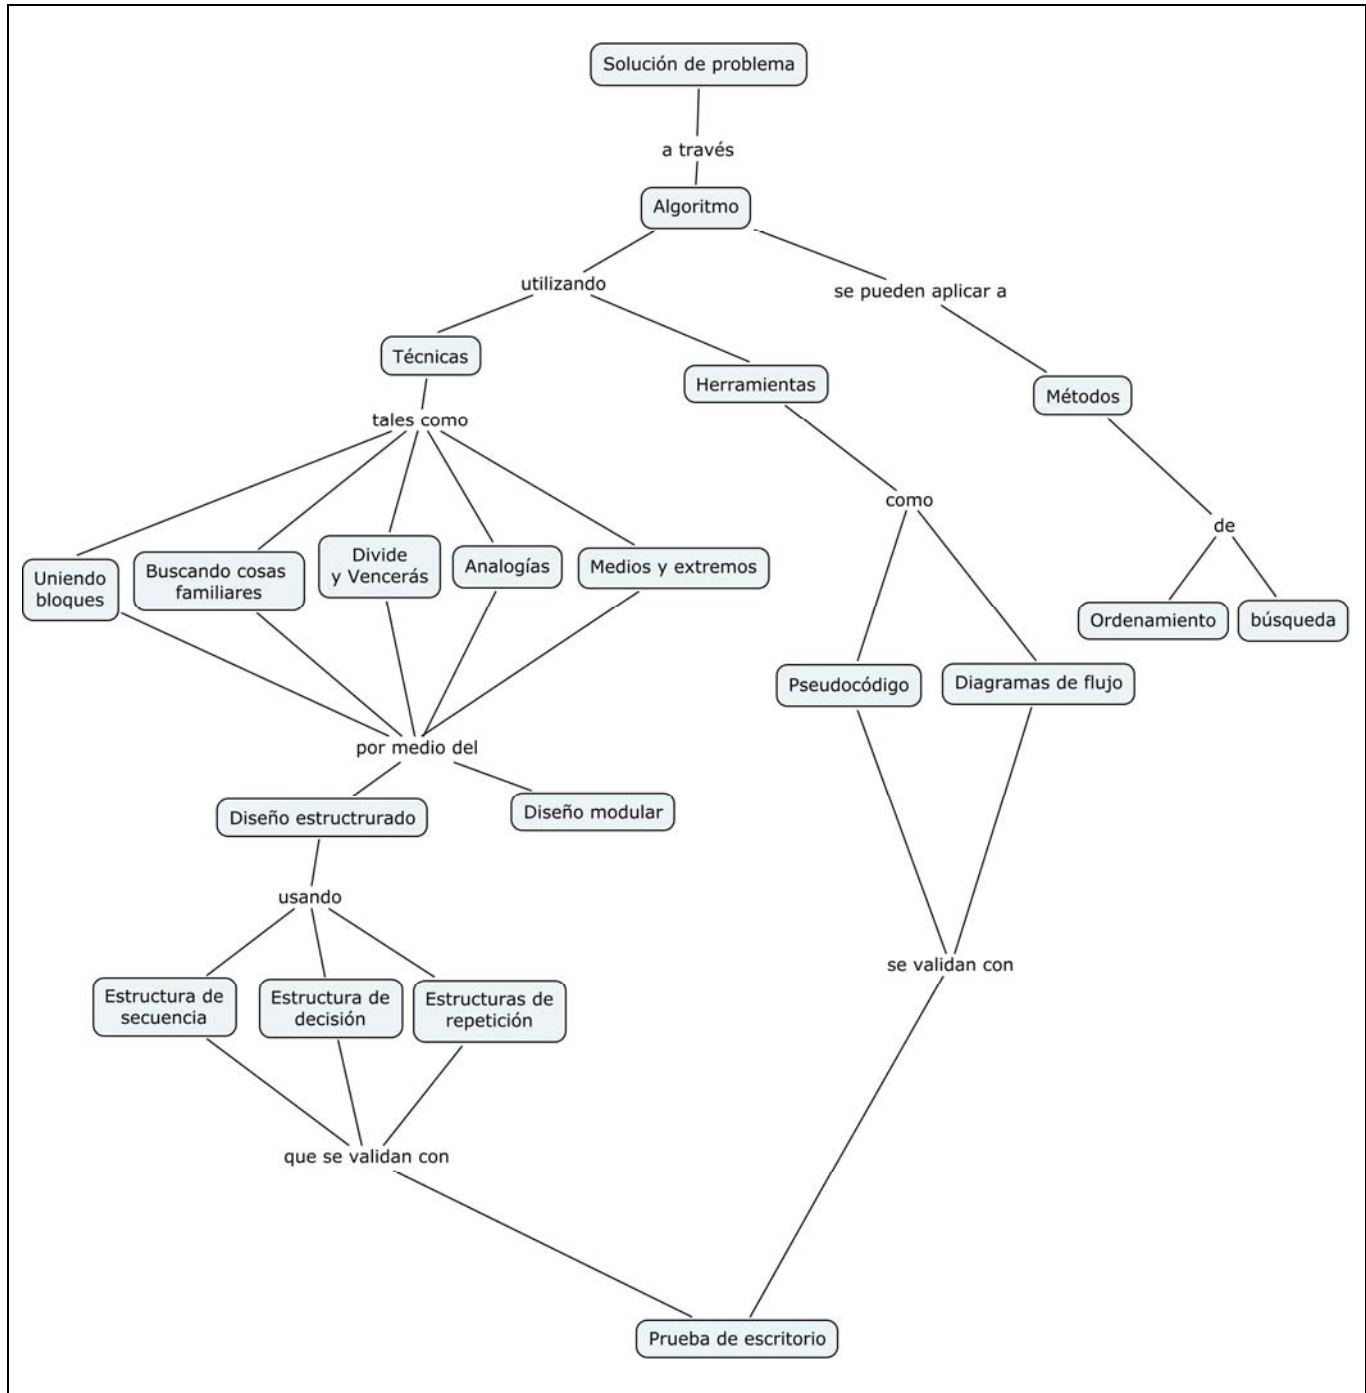 Solución de problema
a través
Algoritmo
utilizando
se pueden aplicar a
Técnicas
Herramientas
Métodos
tales como
como
de
Uniendo
bloques
Buscando cosas
familiares
Divide
y Vencerás
Analogías
Medios y extremos
Ordenamiento
búsqueda
Pseudocódigo
Diagramas de flujo
por medio del
Diseño estructrurado
Diseño modular
usando
se validan con
Estructura de
secuencia
Estructura de
decisión
Estructuras de
repetición
que se validan con
Prueba de escritorio